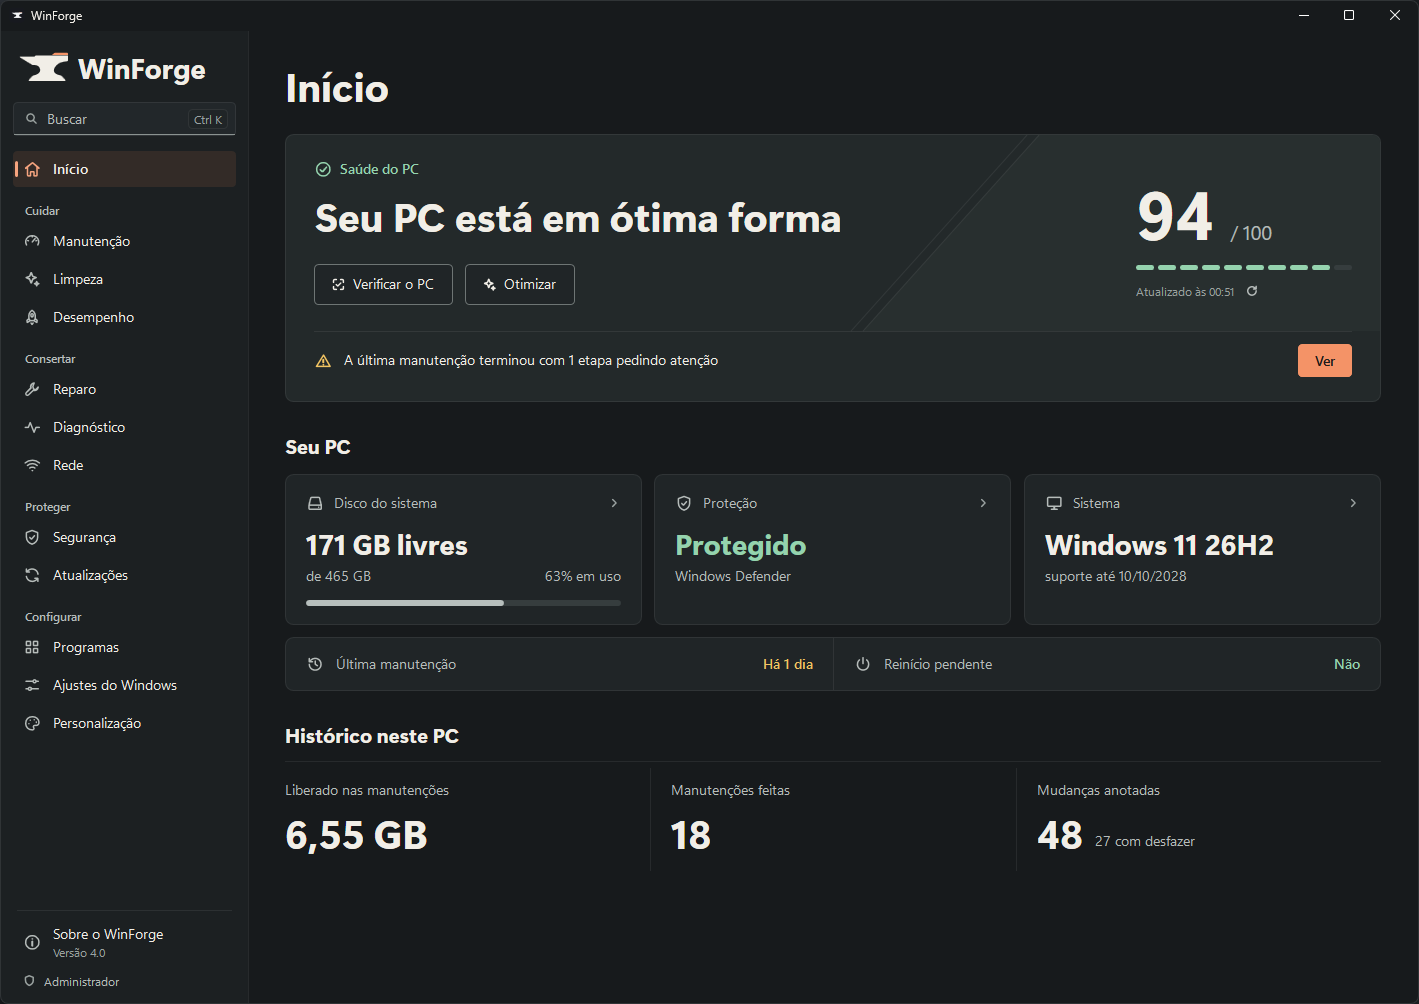 WinForge
WinForge
Buscar Ctrl K
Início
Cuidar
Manutenção
Limpeza
Desempenho
Consertar
Reparo
Diagnóstico
Rede
Proteger
Segurança
Atualizações
Configurar
Programas
Ajustes do Windows
Personalização
Sobre o WinForge
Versão 4.0
Administrador
Início
Saúde do PC
Seu PC está em ótima forma
Verificar o PC Otimizar
94 / 100
Atualizado às 00:51
A última manutenção terminou com 1 etapa pedindo atenção Ver
Seu PC
Disco do sistema
171 GB livres
de 465 GB 63% em uso
Proteção
Protegido
Windows Defender
Sistema
Windows 11 26H2
suporte até 10/10/2028
Última manutenção Há 1 dia
Reinício pendente Não
Histórico neste PC
Liberado nas manutenções
6,55 GB
Manutenções feitas
18
Mudanças anotadas
48 27 com desfazer